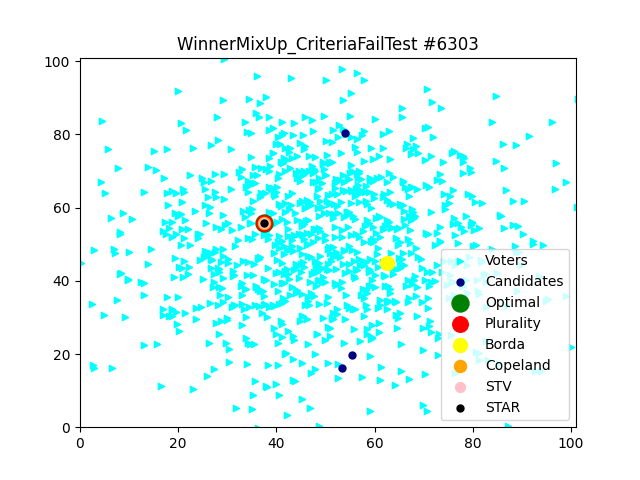 WinnerMixUp_CriteriaFailTest #6303
100
80
60
40
20
0
0
20
40
60
80
100
Voters
Candidates
Optimal
Plurality
Borda
Copeland
STV
STAR